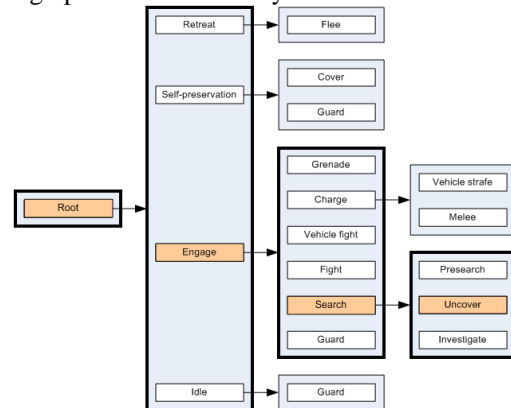 Retreat
Flee
Self-preservation
Cover
Guard
Grenade
Charge
Vehicle strafe
Melee
Root
Vehicle fight
Engage
Fight
Presearch
Search
Uncover
Guard
Investigate
Idle
Guard